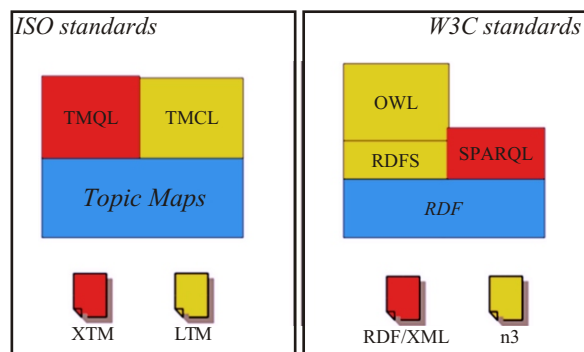 ISO standards
TMQL
TMCL
Topic Maps
XTM
LTM
W3C standards
OWL
RDFS
SPARQL
RDF
RDF/XML
n3